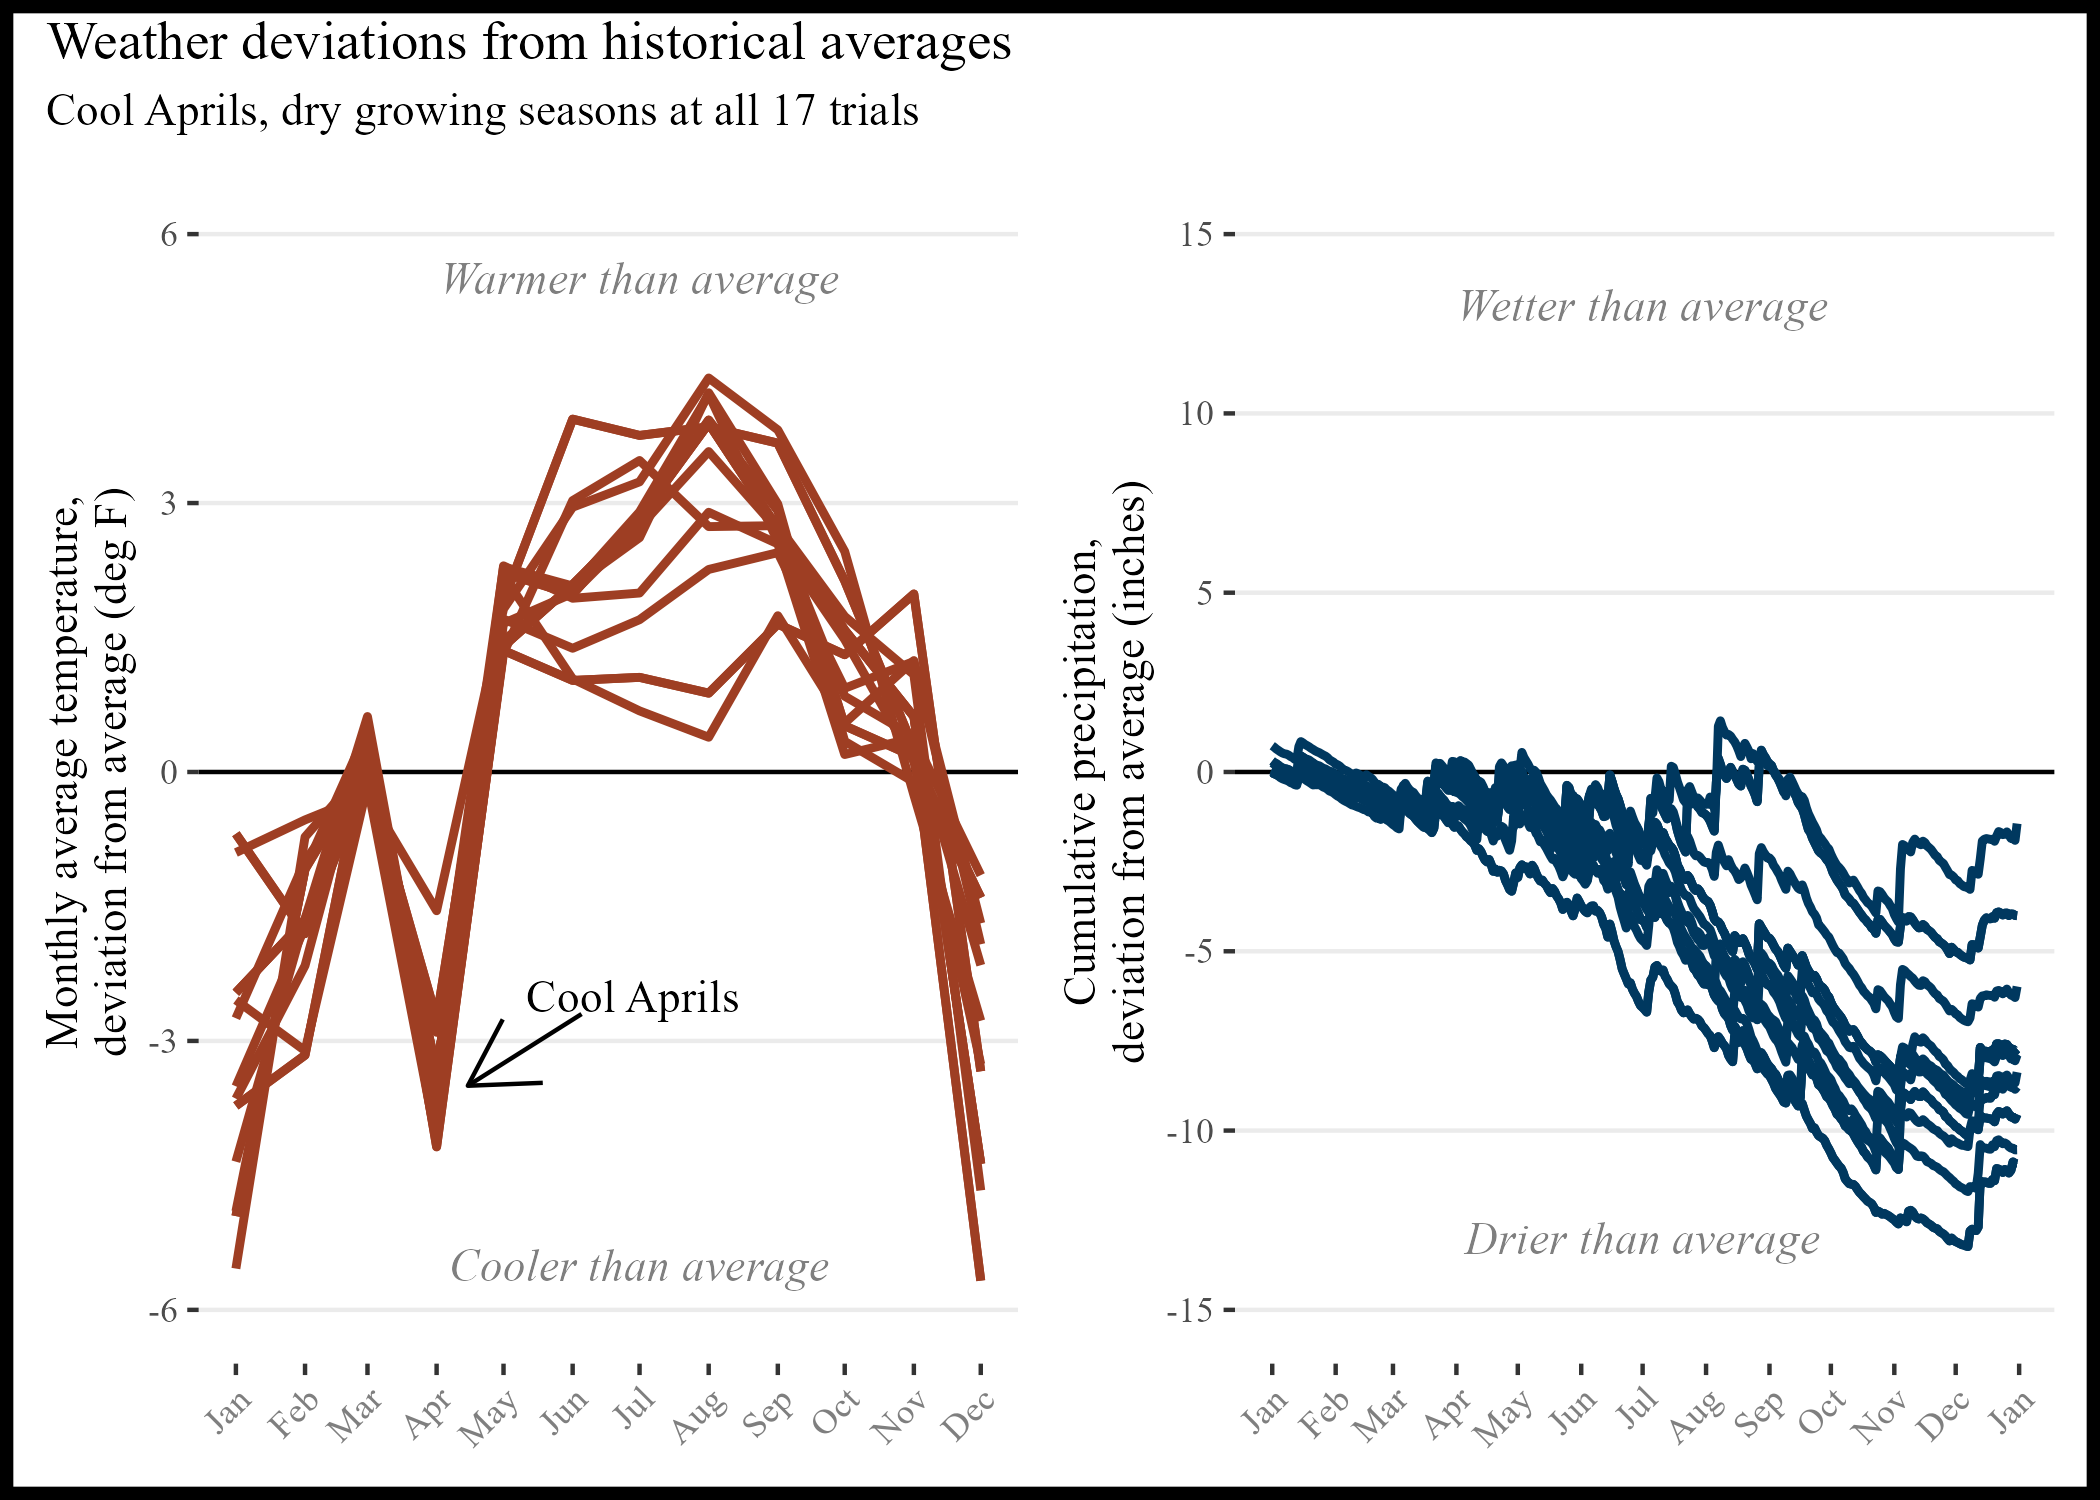 Weather deviations from historical averages
Cool Aprils, dry growing seasons at all 17 trials
Monthly average temperature,
deviation from average (deg F)
6
3
0
-3
-6
Warmer than average
Cool Aprils
Cooler than average
Jan
Feb
Mar
Apr
May
Jun
Jul
Aug
Sep
Oct
Nov
Dec
Cumulative precipitation,
deviation from average (inches)
15
10
5
0
-5
-10
-15
Wetter than average
Drier than average
Jan
Feb
Mar
Apr
May
Jun
Jul
Aug
Sep
Oct
Nov
Dec
Jan